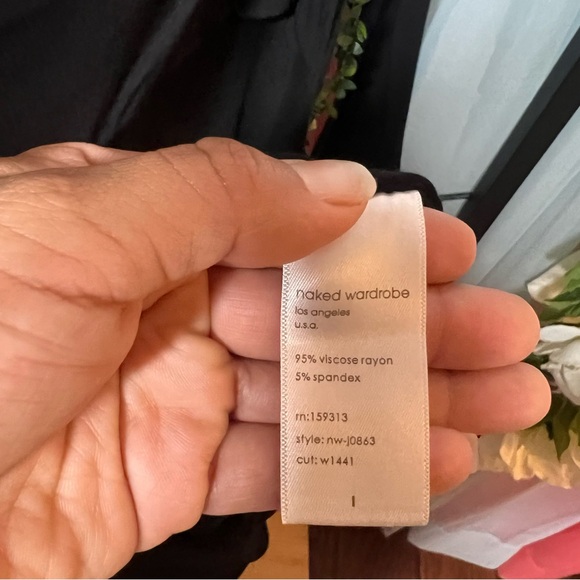 naked wardrobe
los angeles
u.s.a.
95% viscose rayon
5% spandex
rn:159313
style: nw-j0863
cut: w1441
l